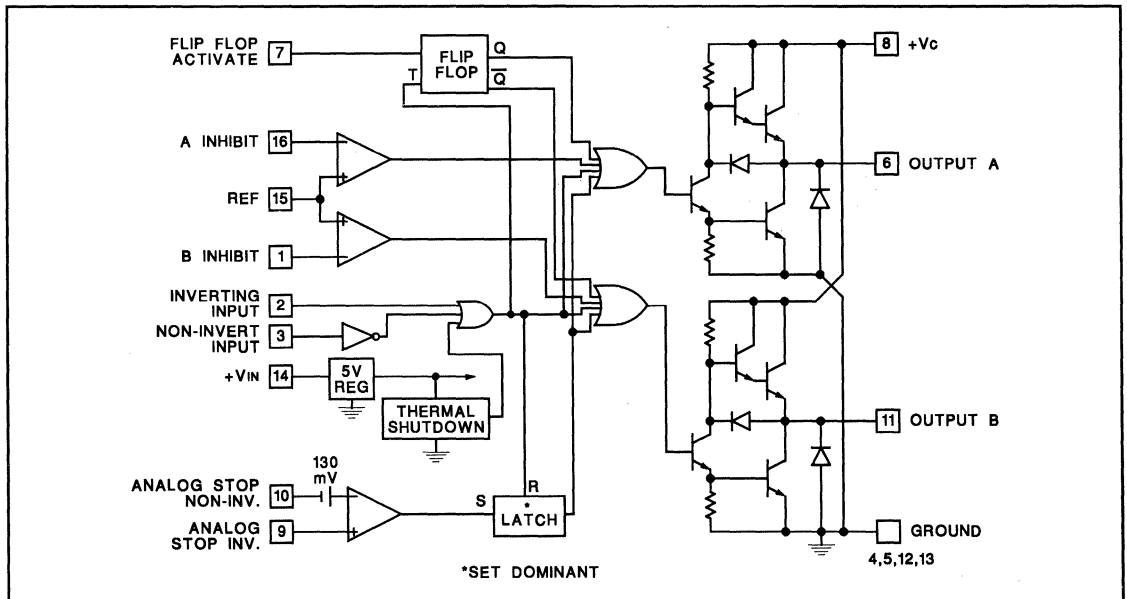 FLIP FLOP
ACTIVATE
7
FLIP
FLOP
T
Q
Q̅
8
+VC
A INHIBIT
16
REF
15
B INHIBIT
1
6
OUTPUT A
INVERTING
INPUT
2
NON-INVERT
INPUT
3
+VIN
14
5V
REG
THERMAL
SHUTDOWN
11
OUTPUT B
130
mV
ANALOG STOP
NON-INV.
10
ANALOG
STOP INV.
9
S
R
*
LATCH
GROUND
4,5,12,13
*SET DOMINANT